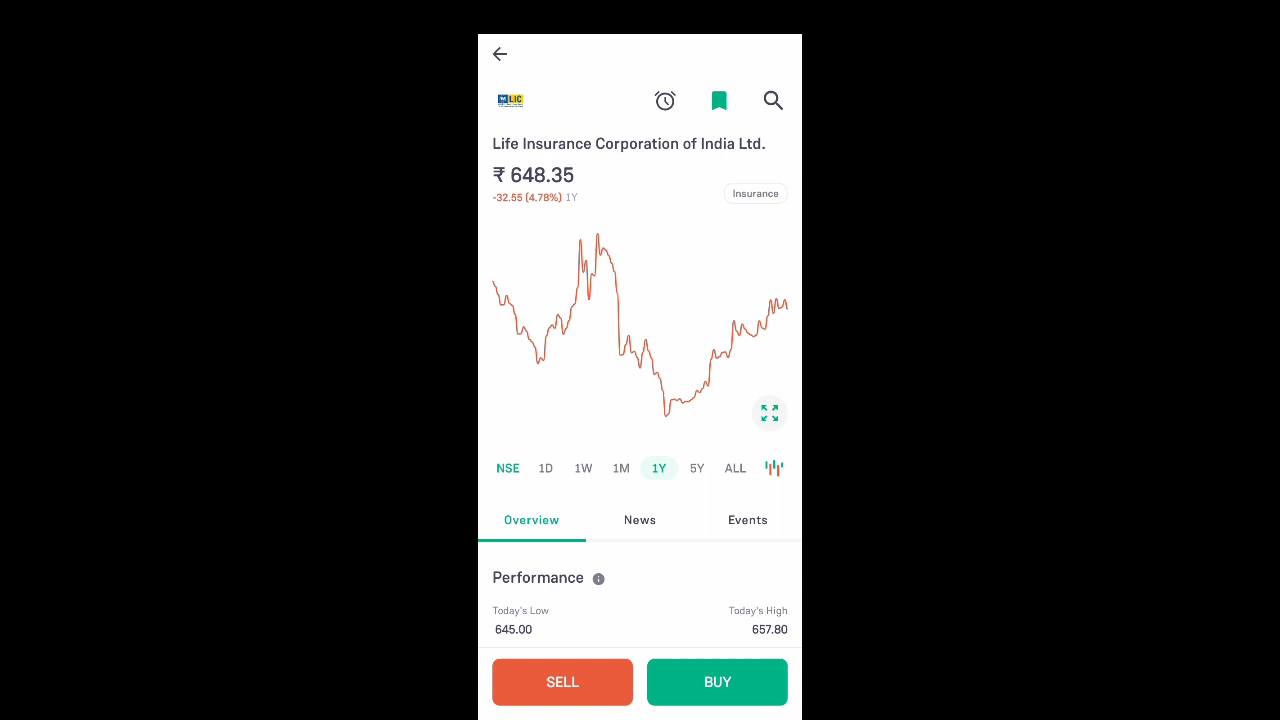 LIC
Life Insurance Corporation of India Ltd.
₹ 648.35
-32.55 (4.78%) 1Y
Insurance
NSE 1D 1W 1M 1Y 5Y ALL
Overview News Events
Performance
Today's Low Today's High
645.00 657.80
SELL BUY